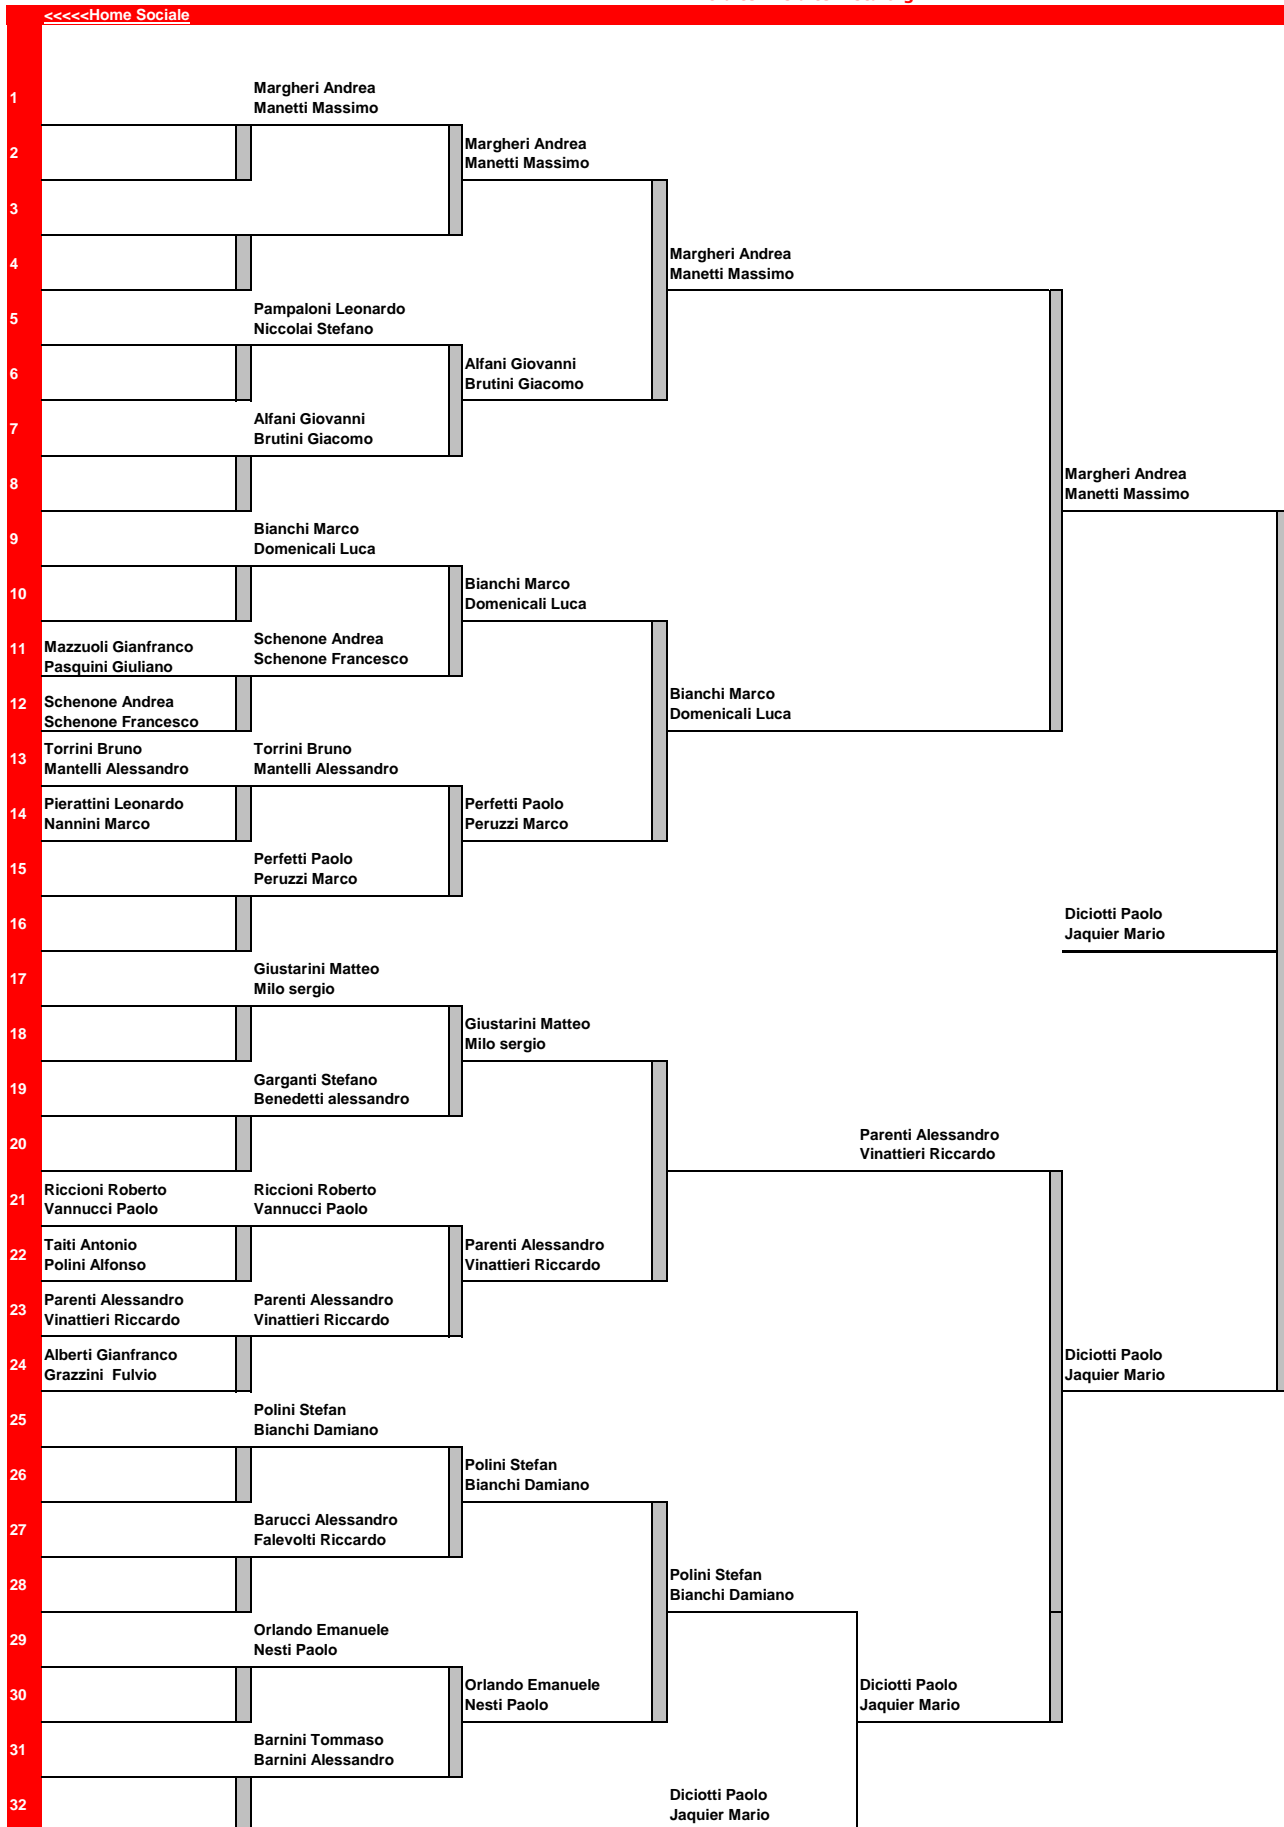 <<<<<Home Sociale
1
Margheri Andrea
Manetti Massimo
2
Margheri Andrea
Manetti Massimo
3
4
Margheri Andrea
Manetti Massimo
5
Pampaloni Leonardo
Niccolai Stefano
6
Alfani Giovanni
Brutini Giacomo
7
Alfani Giovanni
Brutini Giacomo
8
Margheri Andrea
Manetti Massimo
9
Bianchi Marco
Domenicali Luca
10
Bianchi Marco
Domenicali Luca
11
Mazzuoli Gianfranco
Pasquini Giuliano
Schenone Andrea
Schenone Francesco
12
Schenone Andrea
Schenone Francesco
Bianchi Marco
Domenicali Luca
13
Torrini Bruno
Mantelli Alessandro
Torrini Bruno
Mantelli Alessandro
14
Pierattini Leonardo
Nannini Marco
Perfetti Paolo
Peruzzi Marco
15
Perfetti Paolo
Peruzzi Marco
16
Diciotti Paolo
Jaquier Mario
17
Giustarini Matteo
Milo sergio
18
Giustarini Matteo
Milo sergio
19
Garganti Stefano
Benedetti alessandro
20
Parenti Alessandro
Vinattieri Riccardo
21
Riccioni Roberto
Vannucci Paolo
Riccioni Roberto
Vannucci Paolo
22
Taiti Antonio
Polini Alfonso
Parenti Alessandro
Vinattieri Riccardo
23
Parenti Alessandro
Vinattieri Riccardo
Parenti Alessandro
Vinattieri Riccardo
24
Alberti Gianfranco
Grazzini  Fulvio
Diciotti Paolo
Jaquier Mario
25
Polini Stefan
Bianchi Damiano
26
Polini Stefan
Bianchi Damiano
27
Barucci Alessandro
Falevolti Riccardo
28
Polini Stefan
Bianchi Damiano
29
Orlando Emanuele
Nesti Paolo
30
Orlando Emanuele
Nesti Paolo
Diciotti Paolo
Jaquier Mario
31
Barnini Tommaso
Barnini Alessandro
32
Diciotti Paolo
Jaquier Mario